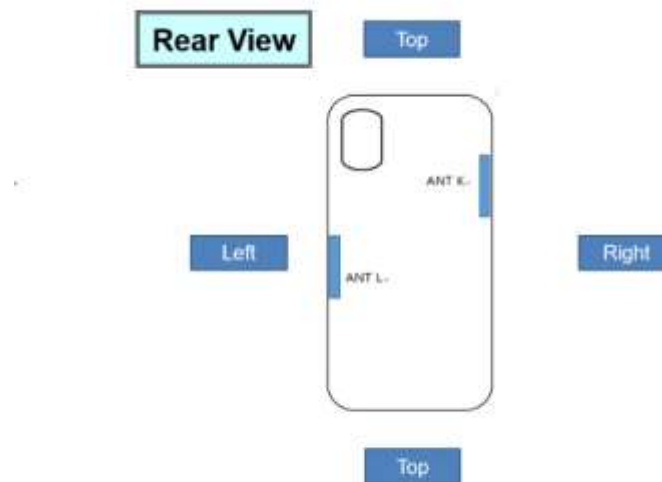 Rear View
Top
ANT K
Left
Right
ANT L
Top